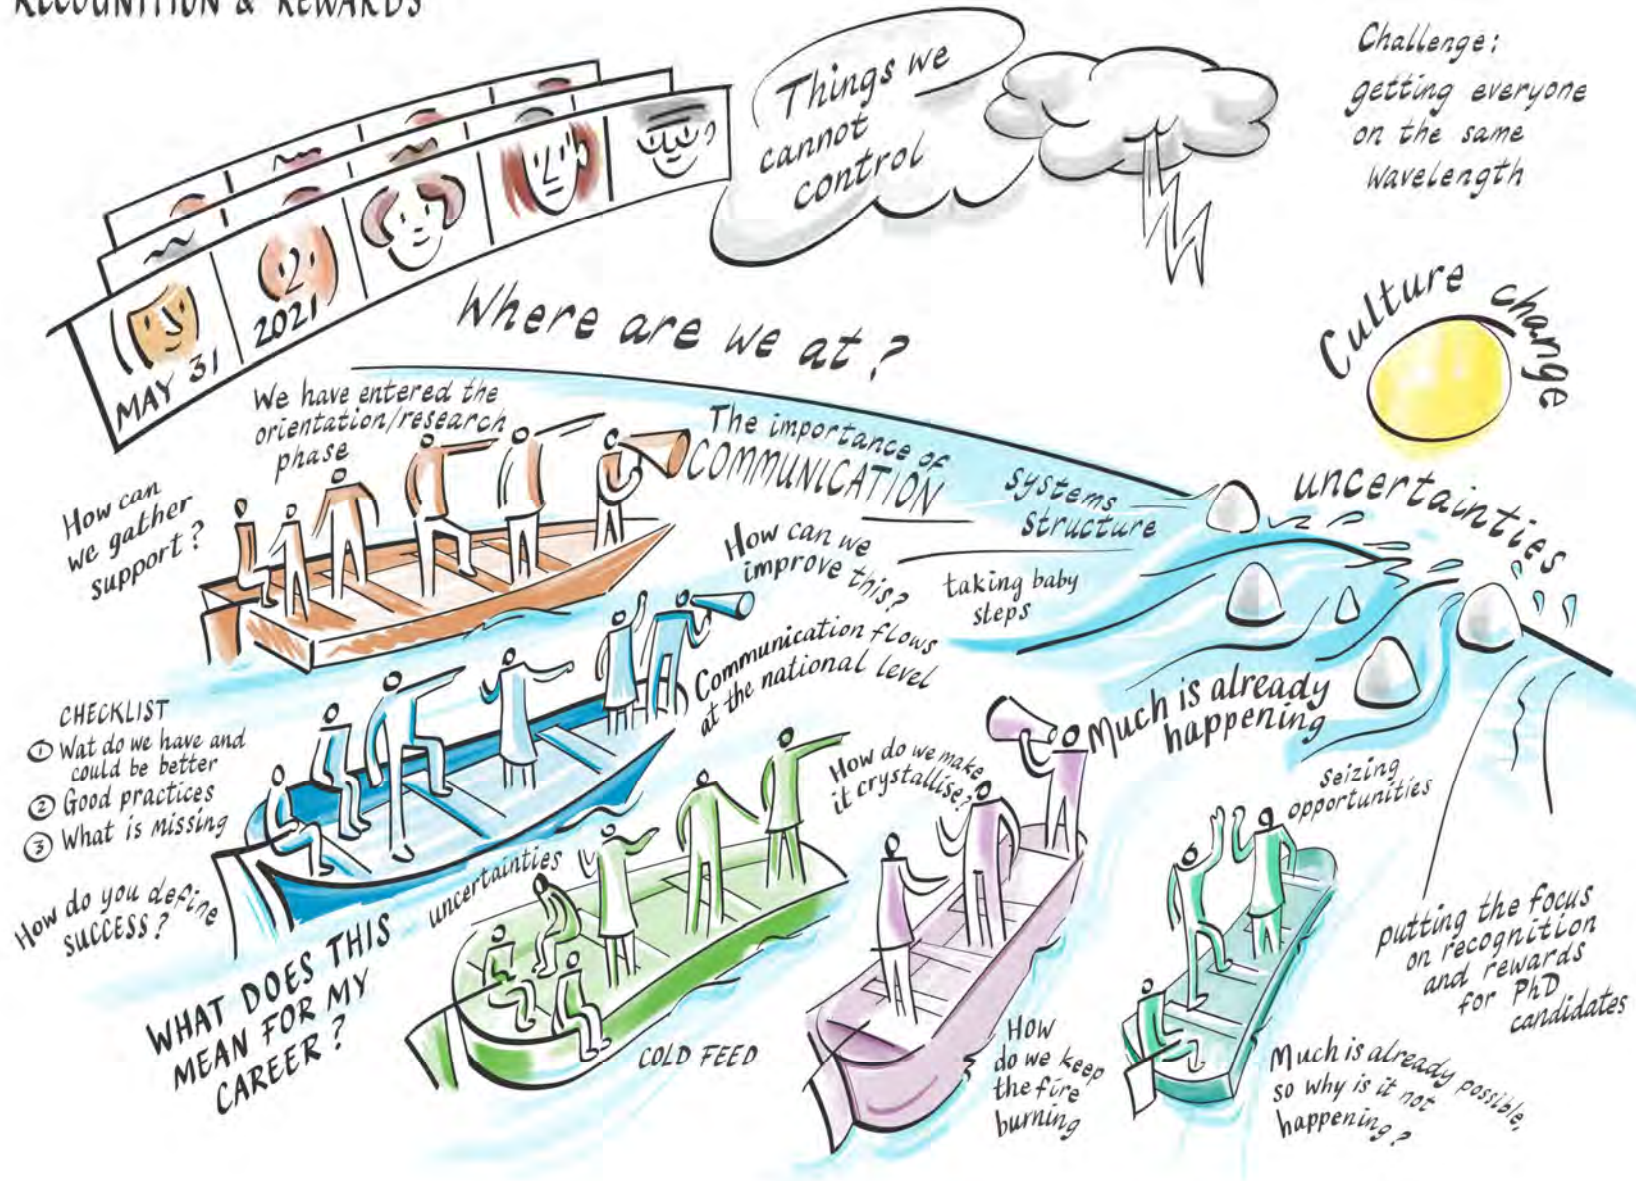 RECOGNITION & REWARDS
Things we
cannot
control
Challenge:
getting everyone
on the same
wavelength
MAY 31
2021
Where are we at?
Culture change
We have entered the
orientation/research
phase
The importance of
COMMUNICATION
systems
structure
uncertainties
How can
we gather
support?
How can we
improve this?
taking baby
steps
Communication flows
at the national level
Much is already
happening
CHECKLIST
① Wat do we have and
could be better
② Good practices
③ What is missing
How do we make
it crystallise?
seizing
opportunities
How do you define
SUCCESS?
uncertainties
WHAT DOES THIS
MEAN FOR MY
CAREER?
COLD FEED
How
do we keep
the fire
burning
putting the focus
on recognition
and rewards
for PhD
candidates
Much is already possible,
so why is it not
happening?